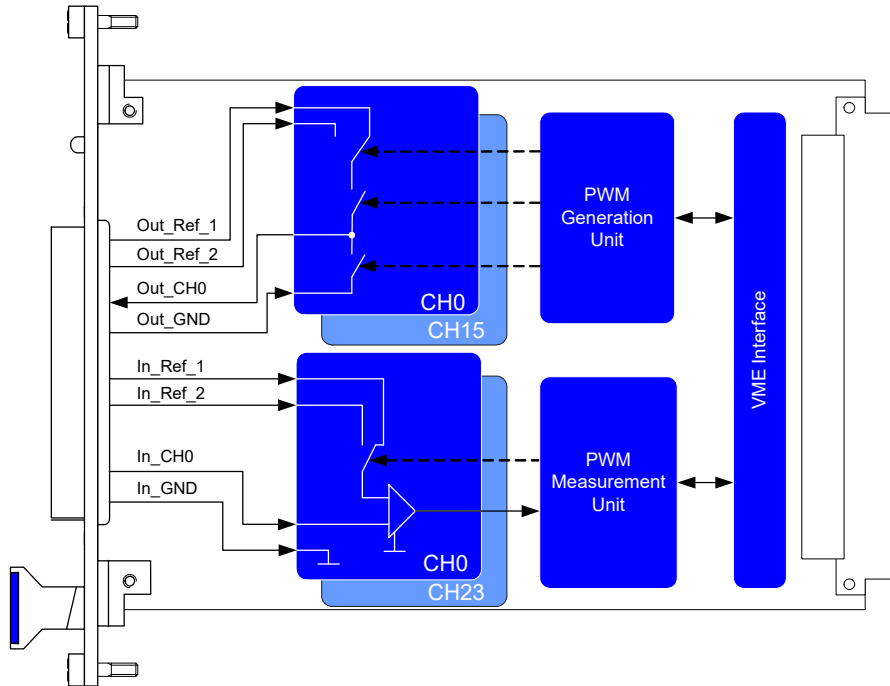 Out_Ref_1
Out_Ref_2
Out_CH0
Out_GND
CH0
CH15
PWM
Generation
Unit
In_Ref_1
In_Ref_2
In_CH0
In_GND
CH0
CH23
PWM
Measurement
Unit
VME Interface